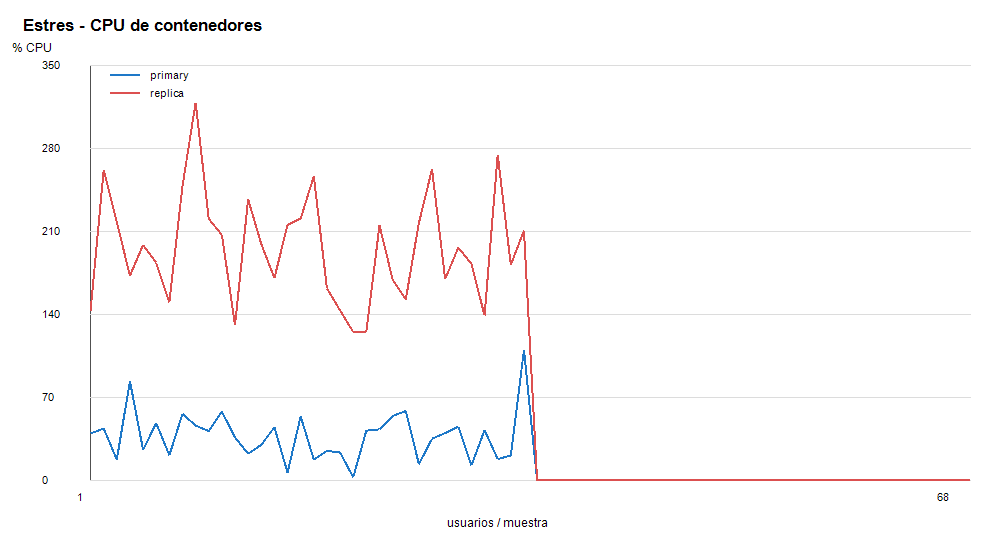 Estres - CPU de contenedores
% CPU
350
primary
replica
280
210
140
70
0
1
68
usuarios / muestra